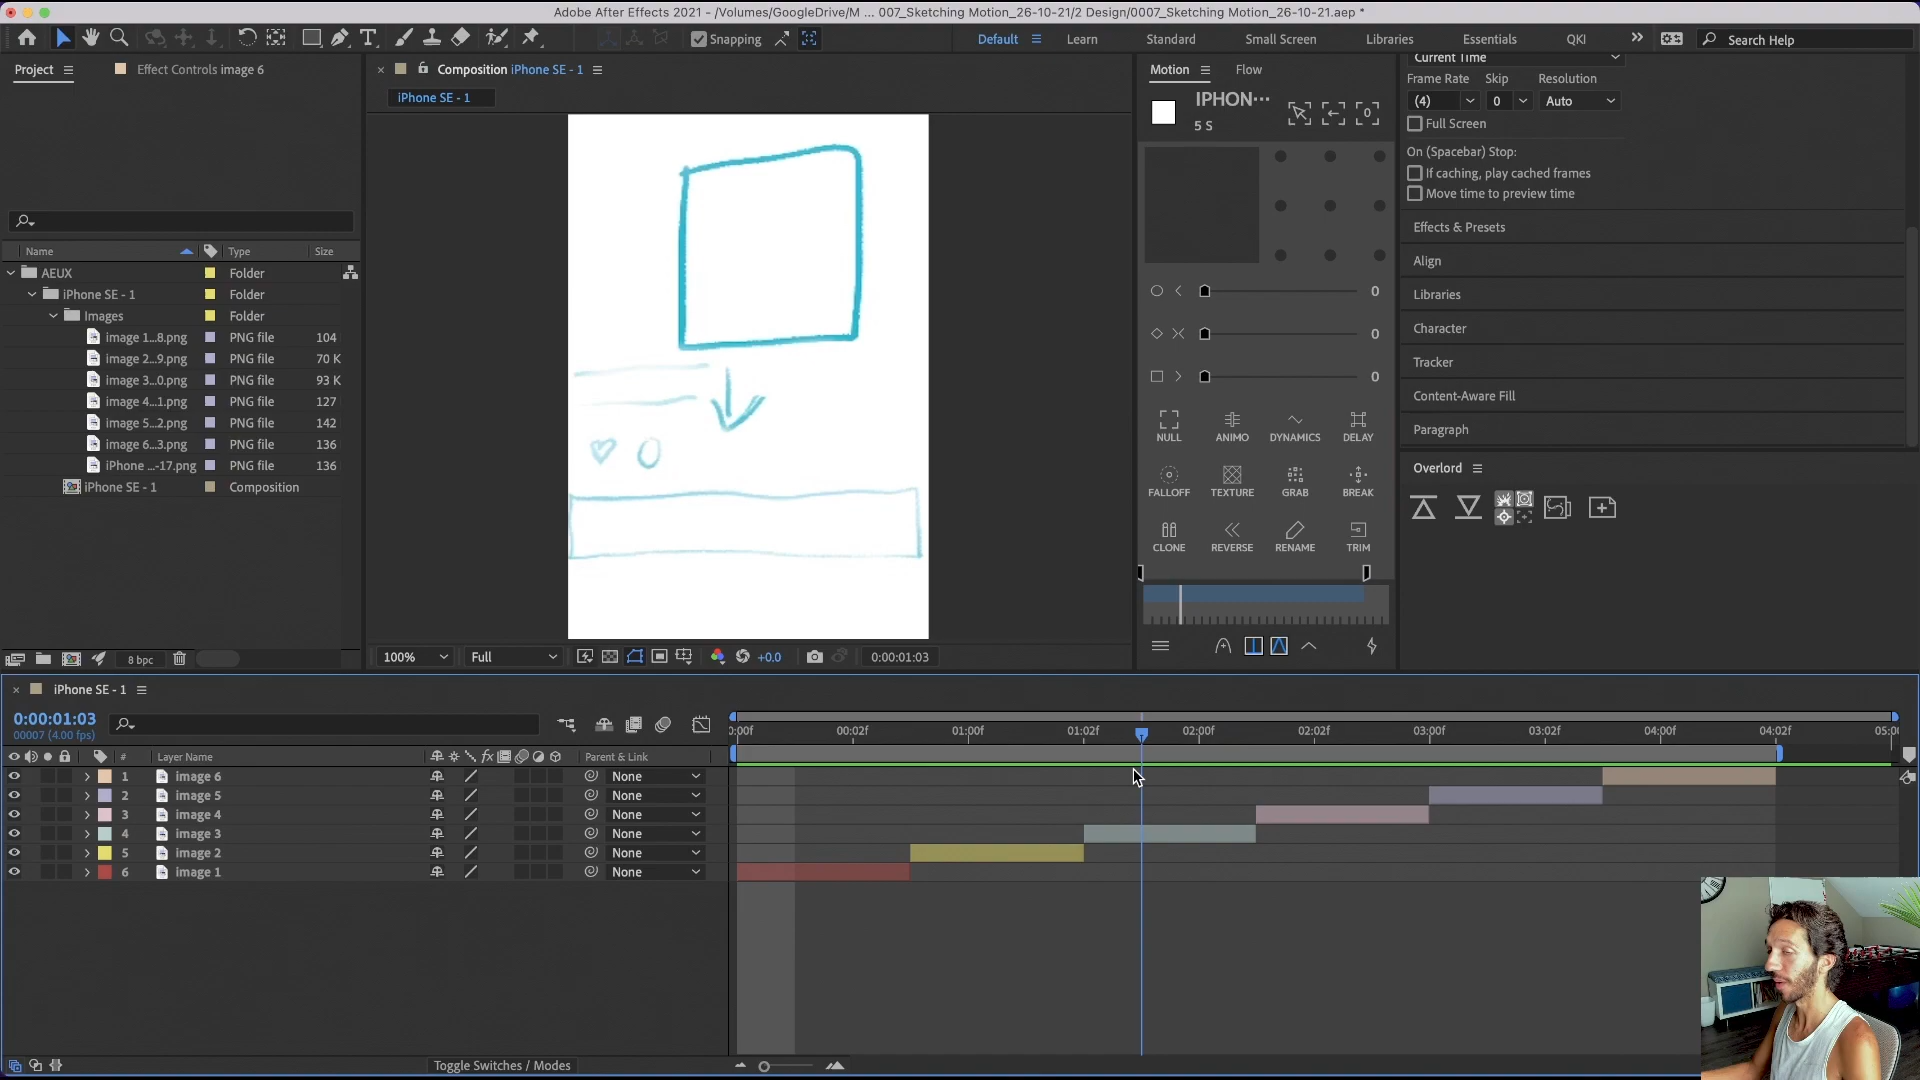 Adobe After Effects 2021 - /Volumes/GoogleDrive/M ... 007_Sketching Motion_26-10-21/2 Design/0007_Sketching Motion_26-10-21.aep *
Snapping
Default
Learn
Standard
Small Screen
Libraries
Essentials
QKI
Search Help
Project
Effect Controls image 6
Name
Type
Size
AEUX
Folder
iPhone SE - 1
Folder
Images
Folder
image 1...8.png
PNG file
104
image 2...9.png
PNG file
70 K
image 3...0.png
PNG file
93 K
image 4...1.png
PNG file
127
image 5...2.png
PNG file
142
image 6...3.png
PNG file
136
iPhone ...-17.png
PNG file
136
iPhone SE - 1
Composition
8 bpc
Composition iPhone SE - 1
iPhone SE - 1
100%
Full
+0.0
0:00:01:03
Motion
Flow
IPHON···
5 S
0
0
0
NULL
ANIMO
DYNAMICS
DELAY
FALLOFF
TEXTURE
GRAB
BREAK
CLONE
REVERSE
RENAME
TRIM
Current Time
Frame Rate
Skip
Resolution
(4)
0
Auto
Full Screen
On (Spacebar) Stop:
If caching, play cached frames
Move time to preview time
Effects & Presets
Align
Libraries
Character
Tracker
Content-Aware Fill
Paragraph
Overlord
iPhone SE - 1
0:00:01:03
00007 (4.00 fps)
#
Layer Name
fx
Parent & Link
0:00f
00:02f
01:00f
01:02f
02:00f
02:02f
03:00f
03:02f
04:00f
04:02f
05:00
1
image 6
None
2
image 5
None
3
image 4
None
4
image 3
None
5
image 2
None
6
image 1
None
Toggle Switches / Modes